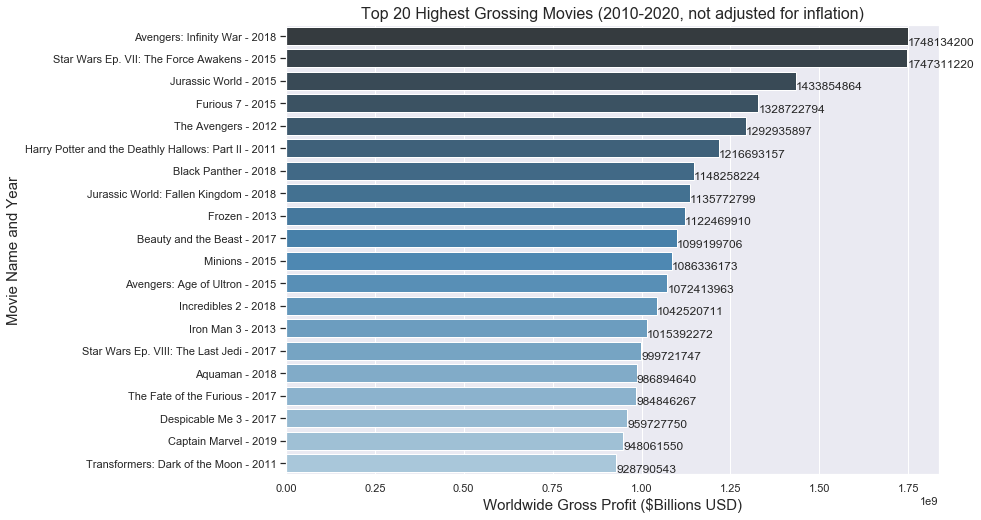 Top 20 Highest Grossing Movies (2010-2020, not adjusted for inflation)
Movie Name and Year
Avengers: Infinity War - 2018 1748134200
Star Wars Ep. VII: The Force Awakens - 2015 1747311220
Jurassic World - 2015 1433854864
Furious 7 - 2015 1328722794
The Avengers - 2012 1292935897
Harry Potter and the Deathly Hallows: Part II - 2011 1216693157
Black Panther - 2018 1148258224
Jurassic World: Fallen Kingdom - 2018 1135772799
Frozen - 2013 1122469910
Beauty and the Beast - 2017 1099199706
Minions - 2015 1086336173
Avengers: Age of Ultron - 2015 1072413963
Incredibles 2 - 2018 1042520711
Iron Man 3 - 2013 1015392272
Star Wars Ep. VIII: The Last Jedi - 2017 999721747
Aquaman - 2018 986894640
The Fate of the Furious - 2017 984846267
Despicable Me 3 - 2017 959727750
Captain Marvel - 2019 948061550
Transformers: Dark of the Moon - 2011 928790543
0.00 0.25 0.50 0.75 1.00 1.25 1.50 1.75
1e9
Worldwide Gross Profit ($Billions USD)